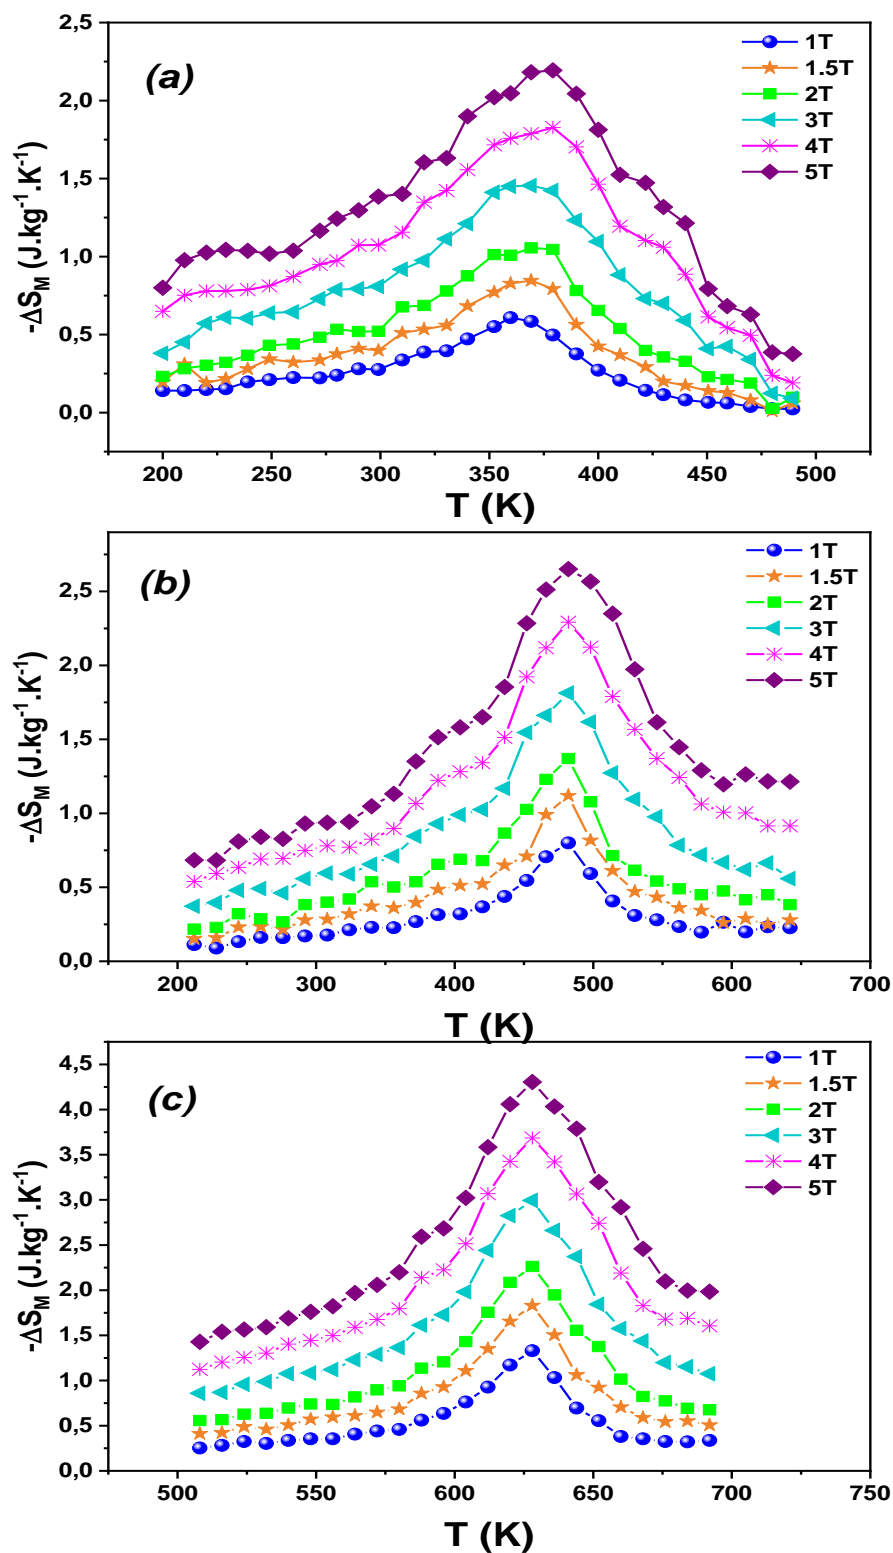 2,5
2,0
1,5
1,0
0,5
0,0
-ΔS_M (J.kg⁻¹.K⁻¹)
(a)
1T
1.5T
2T
3T
4T
5T
200 250 300 350 400 450 500
T (K)
2,5
2,0
1,5
1,0
0,5
0,0
-ΔS_M (J.kg⁻¹.K⁻¹)
(b)
1T
1.5T
2T
3T
4T
5T
200 300 400 500 600 700
T (K)
4,5
4,0
3,5
3,0
2,5
2,0
1,5
1,0
0,5
0,0
-ΔS_M (J.kg⁻¹.K⁻¹)
(c)
1T
1.5T
2T
3T
4T
5T
500 550 600 650 700 750
T (K)